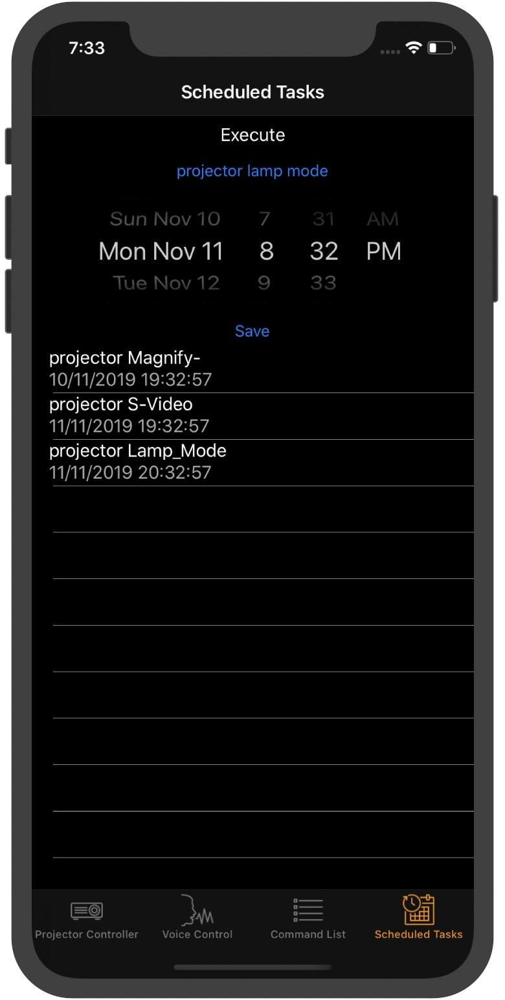 7:33
Scheduled Tasks
Execute
projector lamp mode
Sun Nov 10 7 31 AM
Mon Nov 11 8 32 PM
Tue Nov 12 9 33
Save
projector Magnify-
10/11/2019 19:32:57
projector S-Video
11/11/2019 19:32:57
projector Lamp_Mode
11/11/2019 20:32:57
Projector Controller Voice Control Command List Scheduled Tasks